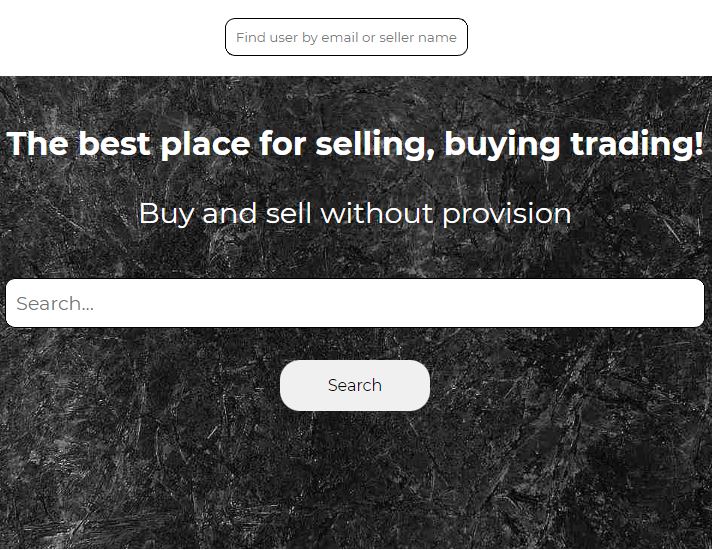 Find user by email or seller name
The best place for selling, buying trading!
Buy and sell without provision
Search...
Search